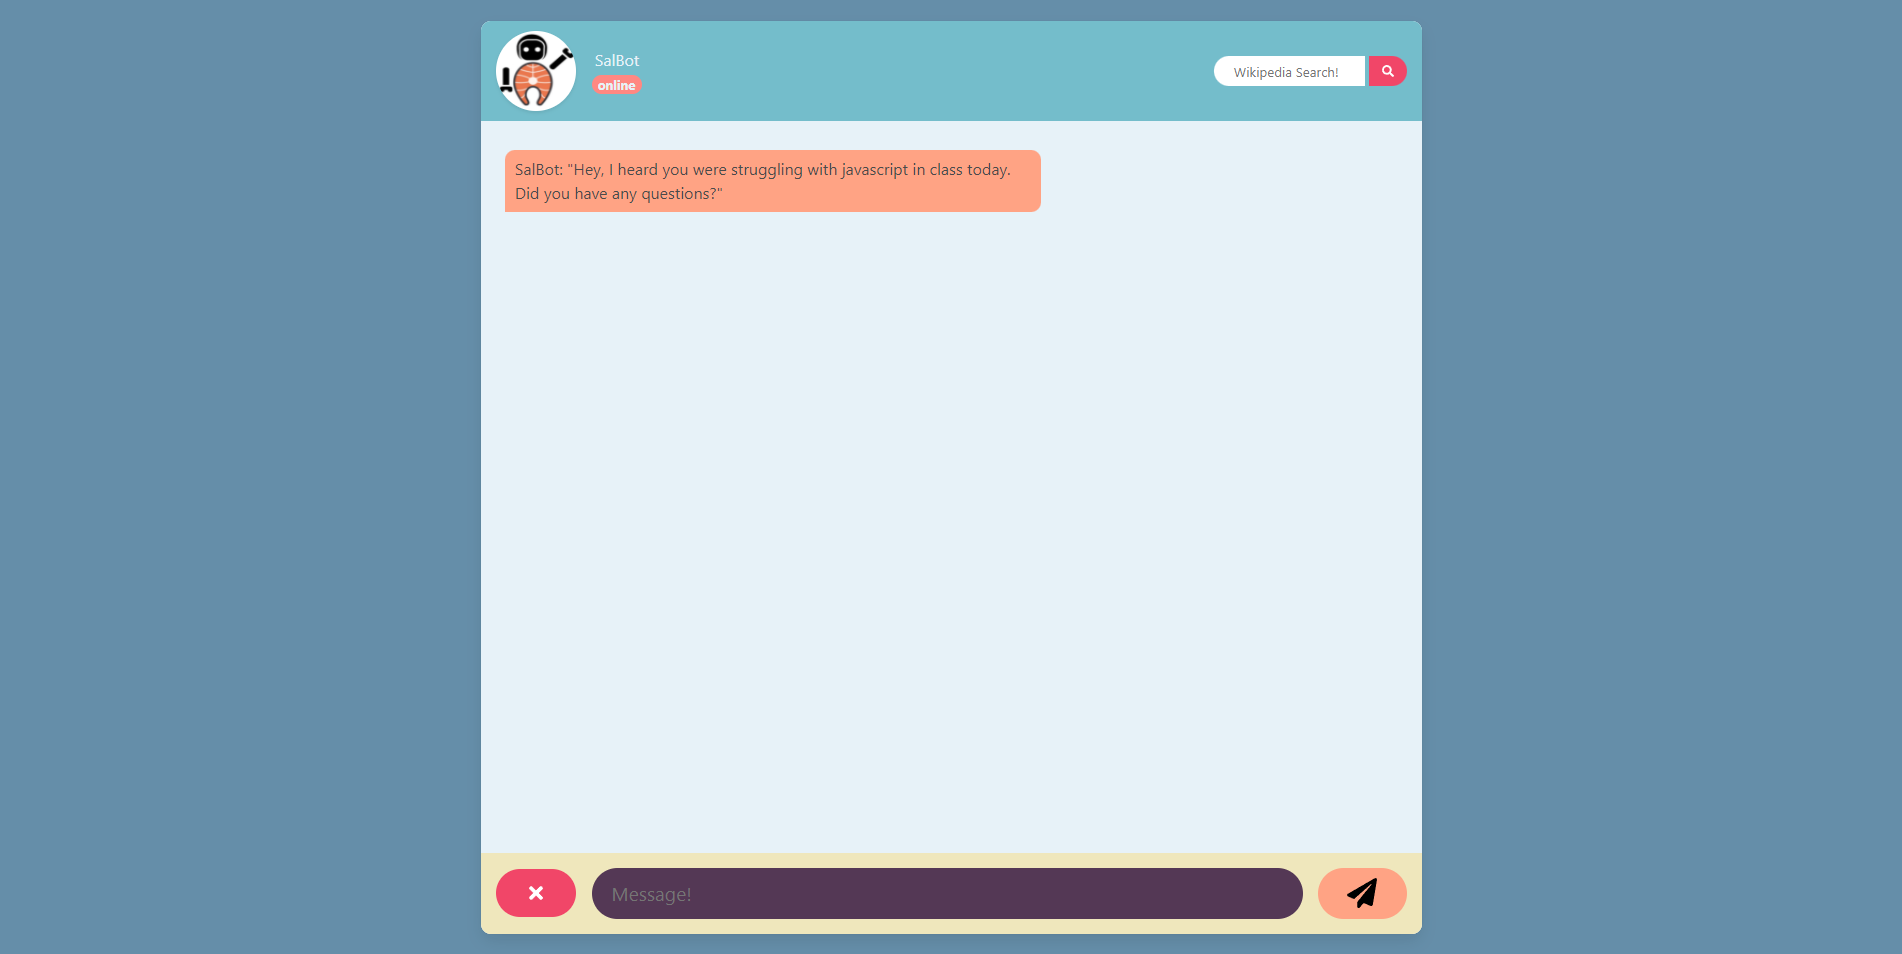 SalBot
online
Wikipedia Search!
SalBot: "Hey, I heard you were struggling with javascript in class today.
Did you have any questions?"
Message!